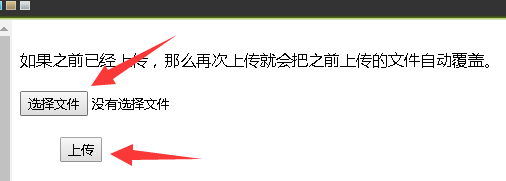 如果之前已经上传，那么再次上传就会把之前上传的文件自动覆盖。
选择文件 没有选择文件
上传